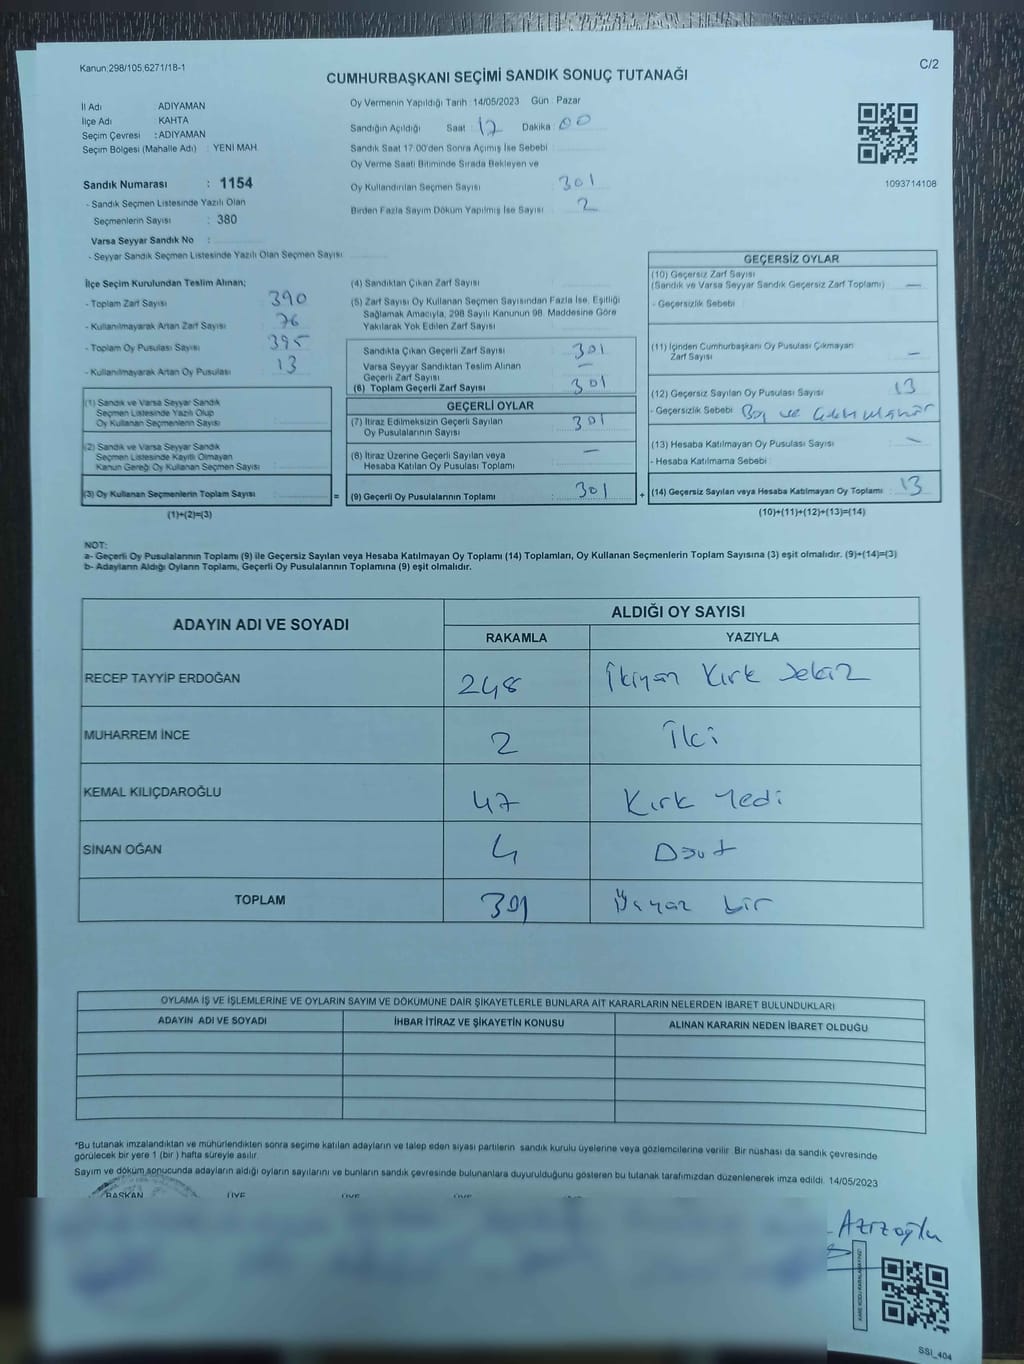 Kanun:298/105,6271/18-1
C/2
CUMHURBAŞKANI SEÇİMİ SANDIK SONUÇ TUTANAĞI
İl Adı ADIYAMAN
İlçe Adı KAHTA
Seçim Çevresi : ADIYAMAN
Seçim Bölgesi (Mahalle Adı) : YENİ MAH.
Sandık Numarası : 1154
- Sandık Seçmen Listesinde Yazılı Olan
Seçmenlerin Sayısı : 380
Varsa Seyyar Sandık No :
- Seyyar Sandık Seçmen Listesinde Yazılı Olan Seçmen Sayısı:
Oy Vermenin Yapıldığı Tarih :14/05/2023 Gün : Pazar
Sandığın Açıldığı Saat : 17 Dakika : 00
Sandık Saat 17:00'den Sonra Açımış İse Sebebi :
Oy Verme Saati Bitiminde Sırada Bekleyen ve
Oy Kullandırılan Seçmen Sayısı : 301
Birden Fazla Sayım Döküm Yapılmış İse Sayısı : 2
1093714108
İlçe Seçim Kurulundan Teslim Alınan;
- Toplam Zarf Sayısı : 390
- Kullanılmayarak Artan Zarf Sayısı : 76
- Toplam Oy Pusulası Sayısı : 395
- Kullanılmayarak Artan Oy Pusulası : 13
(1) Sandık ve Varsa Seyyar Sandık
Seçmen Listesinde Yazılı Olup
Oy Kullanan Seçmenlerin Sayısı :
(2) Sandık ve Varsa Seyyar Sandık
Seçmen Listesinde Kayıtlı Olmayan
Kanun Gereği Oy Kullanan Seçmen Sayısı :
(3) Oy Kullanan Seçmenlerin Toplam Sayısı :
(1)+(2)=(3)
(4) Sandıktan Çıkan Zarf Sayısı :
(5) Zarf Sayısı Oy Kullanan Seçmen Sayısından Fazla İse, Eşitliği
Sağlamak Amacıyla, 298 Sayılı Kanunun 98. Maddesine Göre
Yakılarak Yok Edilen Zarf Sayısı :
Sandıkta Çıkan Geçerli Zarf Sayısı : 301
Varsa Seyyar Sandıktan Teslim Alınan
Geçerli Zarf Sayısı : —
(6) Toplam Geçerli Zarf Sayısı : 301
GEÇERLİ OYLAR
(7) İtiraz Edilmeksizin Geçerli Sayılan
Oy Pusulalarının Sayısı : 301
(8) İtiraz Üzerine Geçerli Sayılan veya
Hesaba Katılan Oy Pusulası Toplamı : —
= (9) Geçerli Oy Pusulalarının Toplamı : 301
GEÇERSİZ OYLAR
(10) Geçersiz Zarf Sayısı
(Sandık ve Varsa Seyyar Sandık Geçersiz Zarf Toplamı) : —
- Geçersizlik Sebebi :
(11) İçinden Cumhurbaşkanı Oy Pusulası Çıkmayan
Zarf Sayısı : —
(12) Geçersiz Sayılan Oy Pusulası Sayısı : 13
- Geçersizlik Sebebi : Boş ve
(13) Hesaba Katılmayan Oy Pusulası Sayısı : —
- Hesaba Katılmama Sebebi :
+ (14) Geçersiz Sayılan veya Hesaba Katılmayan Oy Toplamı : 13
(10)+(11)+(12)+(13)=(14)
NOT:
a- Geçerli Oy Pusulalarının Toplamı (9) ile Geçersiz Sayılan veya Hesaba Katılmayan Oy Toplamı (14) Toplamları, Oy Kullanan Seçmenlerin Toplam Sayısına (3) eşit olmalıdır. (9)+(14)=(3)
b- Adayların Aldığı Oyların Toplamı, Geçerli Oy Pusulalarının Toplamına (9) eşit olmalıdır.
ADAYIN ADI VE SOYADI ALDIĞI OY SAYISI
RAKAMLA YAZIYLA
RECEP TAYYİP ERDOĞAN 248 İkiyüz Kırk Sekiz
MUHARREM İNCE 2 İki
KEMAL KILIÇDAROĞLU 47 Kırk Yedi
SİNAN OĞAN 4 Dört
TOPLAM 301 Üçyüz bir
OYLAMA İŞ VE İŞLEMLERİNE VE OYLARIN SAYIM VE DÖKÜMÜNE DAİR ŞİKAYETLERLE BUNLARA AİT KARARLARIN NELERDEN İBARET BULUNDUKLARI
ADAYIN ADI VE SOYADI İHBAR İTİRAZ VE ŞİKAYETİN KONUSU ALINAN KARARIN NEDEN İBARET OLDUĞU
*Bu tutanak imzalandıktan ve mühürlendikten sonra seçime katılan adayların ve talep eden siyasi partilerin sandık kurulu üyelerine veya gözlemcilerine verilir. Bir nüshası da sandık çevresinde
görülecek bir yere 1 (bir ) hafta süreyle asılır.
Sayım ve döküm sonucunda adayların aldığı oyların sayılarını ve bunların sandık çevresinde bulunanlara duyurulduğunu gösteren bu tutanak tarafımızdan düzenlenerek imza edildi. 14/05/2023
BAŞKAN ÜYE ÜYE ÜYE
Azizoğlu
SSI_404